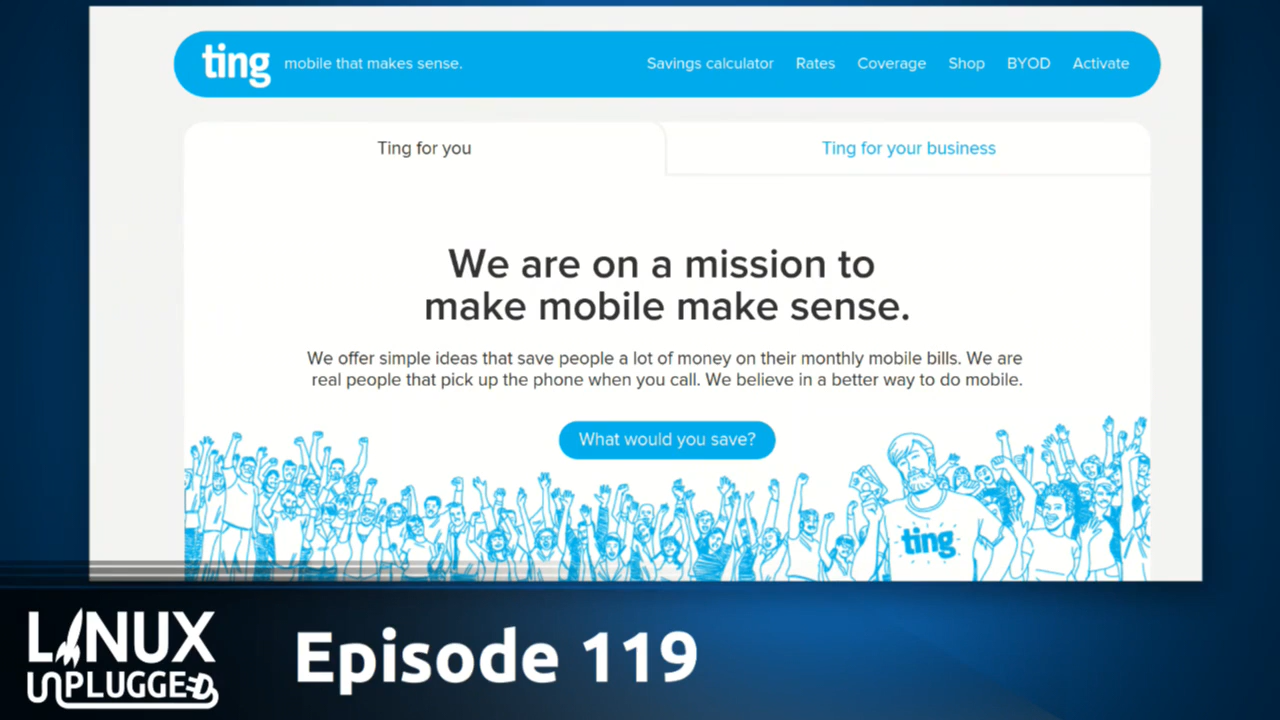 ting mobile that makes sense. Savings calculator Rates Coverage Shop BYOD Activate
Ting for you Ting for your business
We are on a mission to
make mobile make sense.
We offer simple ideas that save people a lot of money on their monthly mobile bills. We are
real people that pick up the phone when you call. We believe in a better way to do mobile.
What would you save?
ting
LINUX
UNPLUGGED
Episode 119